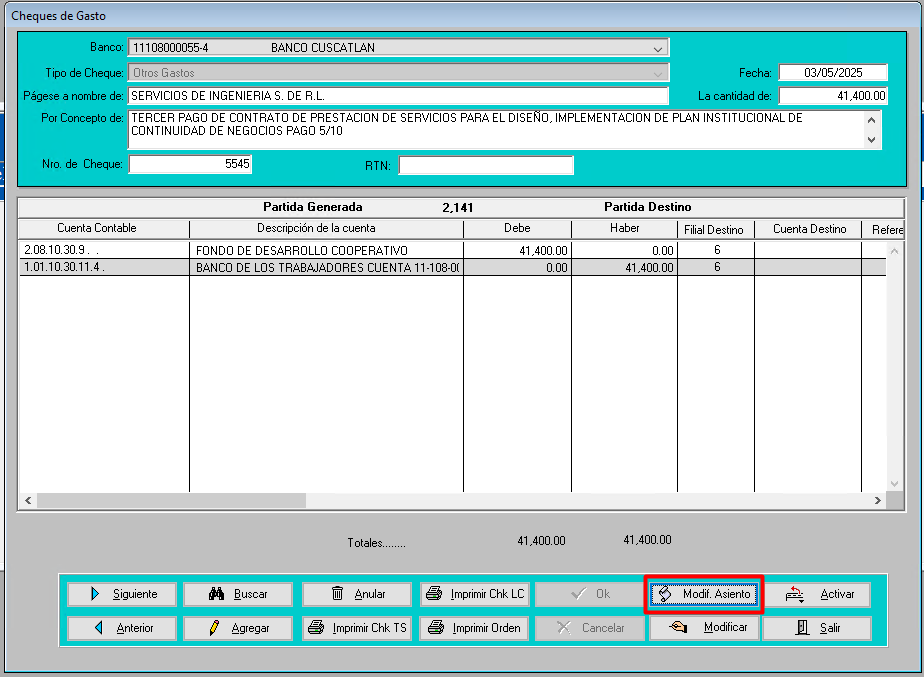 Cheques de Gasto
Banco: 11108000055-4 BANCO CUSCATLAN
Tipo de Cheque: Otros Gastos Fecha: 03/05/2025
Págese a nombre de: SERVICIOS DE INGENIERIA S. DE R.L. La cantidad de: 41,400.00
Por Concepto de: TERCER PAGO DE CONTRATO DE PRESTACION DE SERVICIOS PARA EL DISEÑO, IMPLEMENTACION DE PLAN INSTITUCIONAL DE
CONTINUIDAD DE NEGOCIOS PAGO 5/10
Nro. de Cheque: 5545 RTN:
Partida Generada 2,141 Partida Destino
Cuenta Contable Descripción de la cuenta Debe Haber Filial Destino Cuenta Destino Refere
2.08.10.30.9 . . FONDO DE DESARROLLO COOPERATIVO 41,400.00 0.00 6
1.01.10.30.11.4 . BANCO DE LOS TRABAJADORES CUENTA 11-108-00 0.00 41,400.00 6
Totales........ 41,400.00 41,400.00
Siguiente Buscar Anular Imprimir Chk LC Ok Modif. Asiento Activar
Anterior Agregar Imprimir Chk TS Imprimir Orden Cancelar Modificar Salir